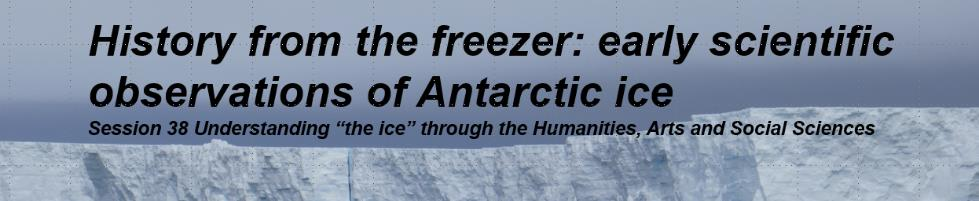 History from the freezer: early scientific
observations of Antarctic ice
Session 38 Understanding “the ice” through the Humanities, Arts and Social Sciences